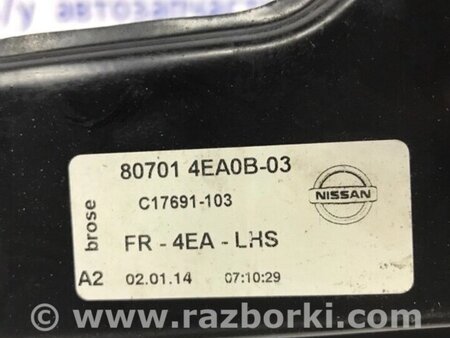 б/у автозапчасти
80701 4EA0B-03
C17691-103
NISSAN
brose
FR - 4EA - LHS
A2 02.01.14 07:10:29
www.razborki.com